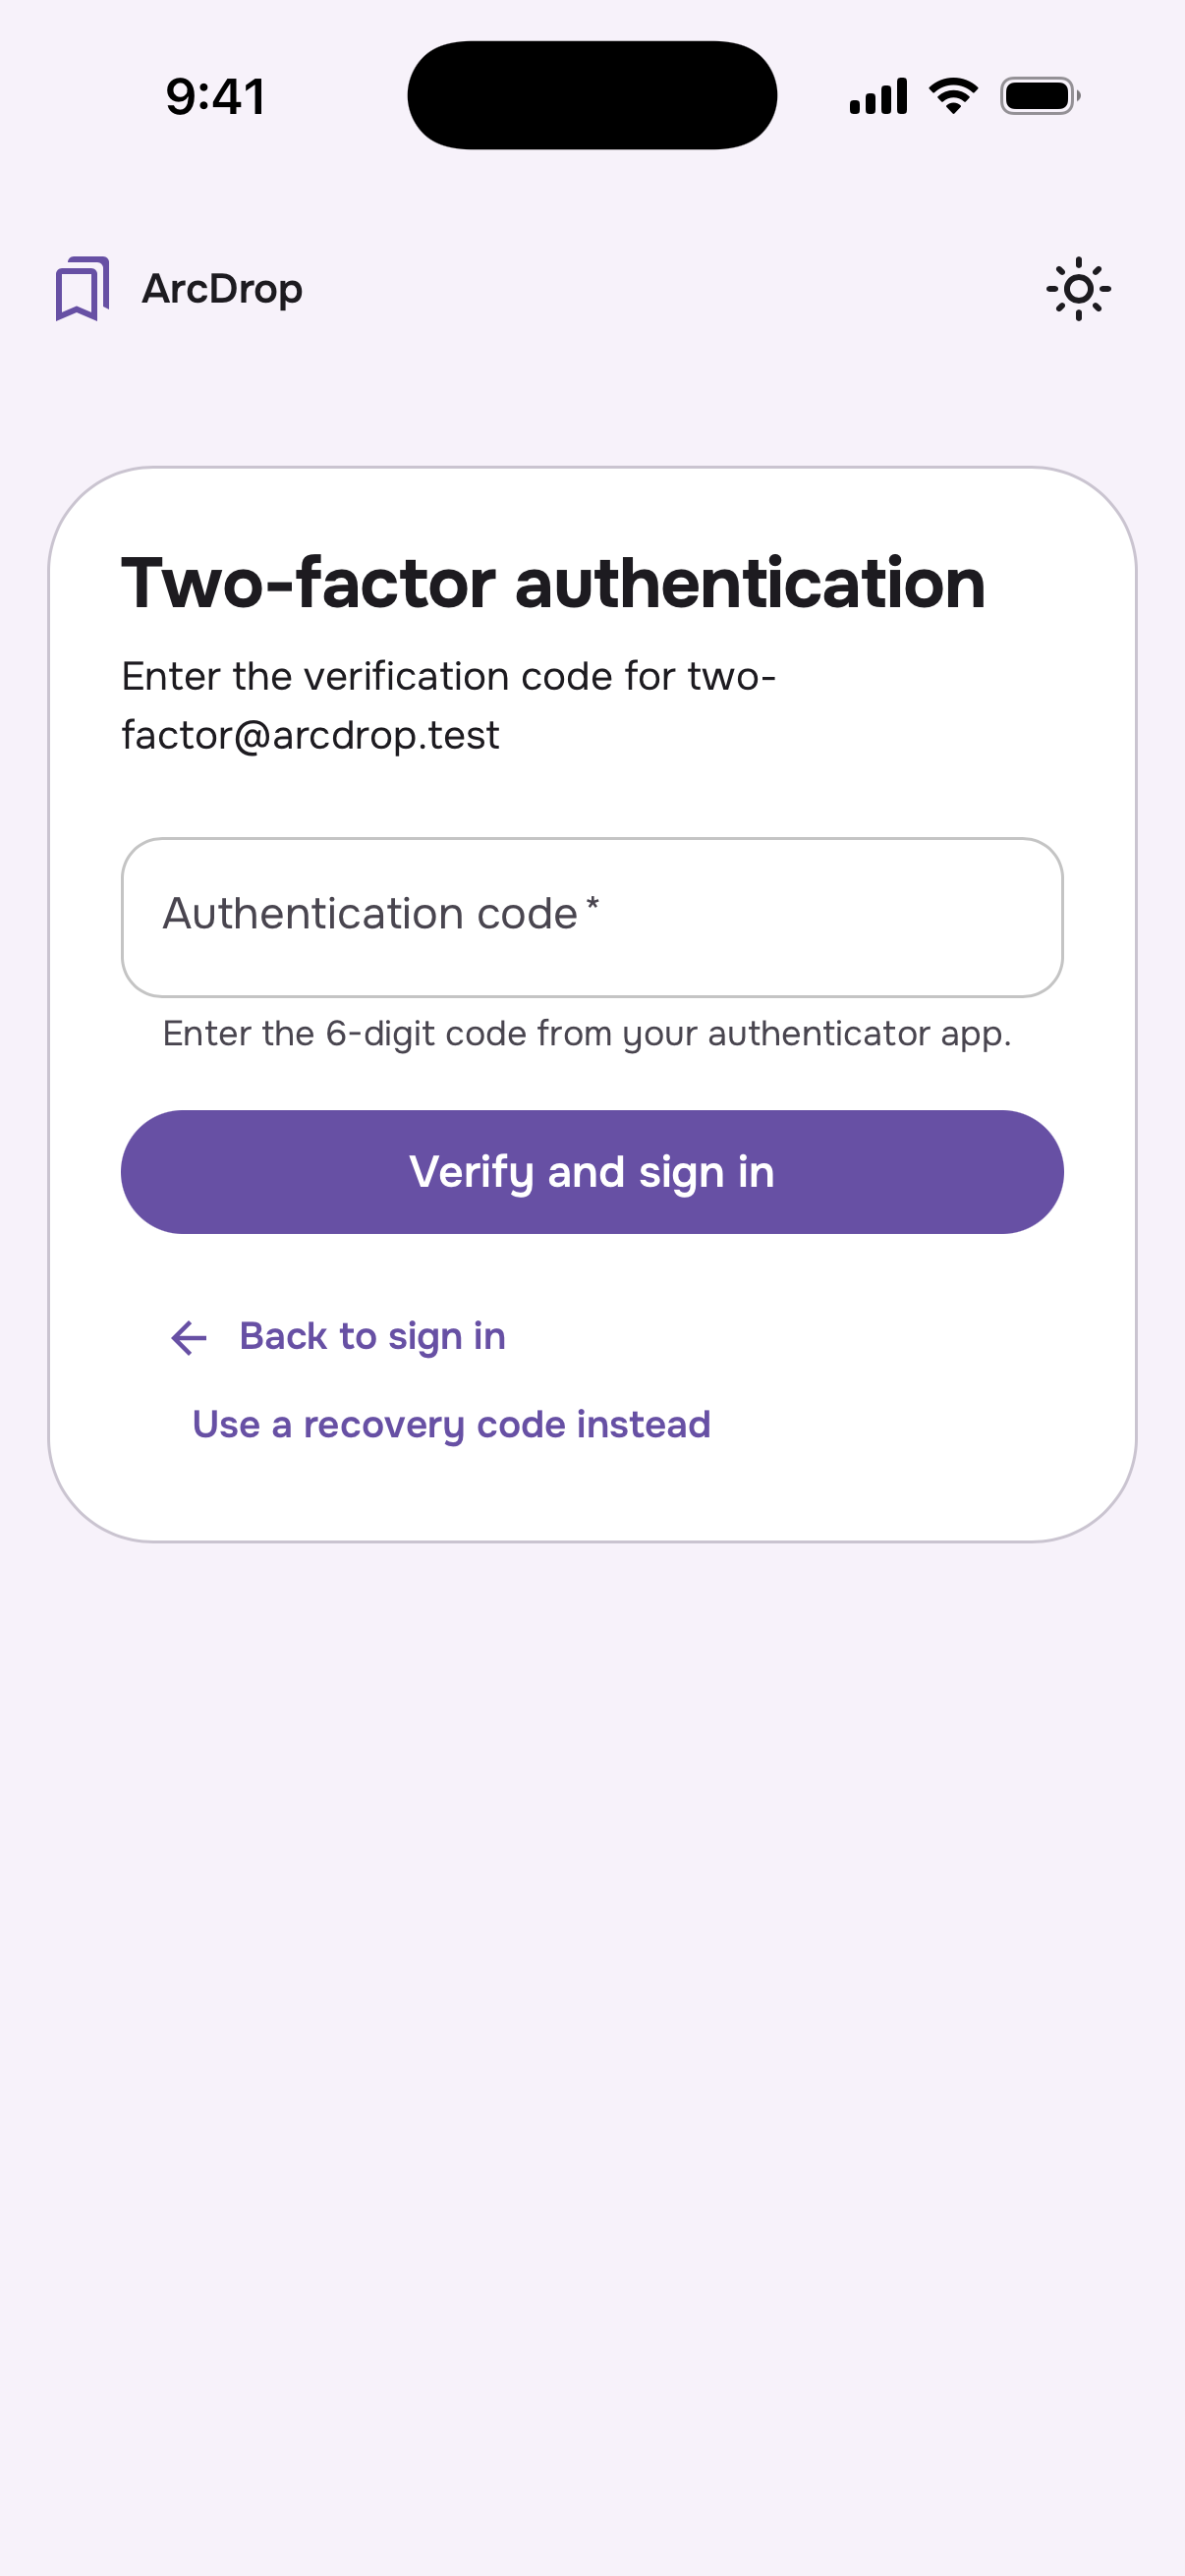 9:41
ArcDrop
Two-factor authentication
Enter the verification code for two-
factor@arcdrop.test
Authentication code *
Enter the 6-digit code from your authenticator app.
Verify and sign in
Back to sign in
Use a recovery code instead